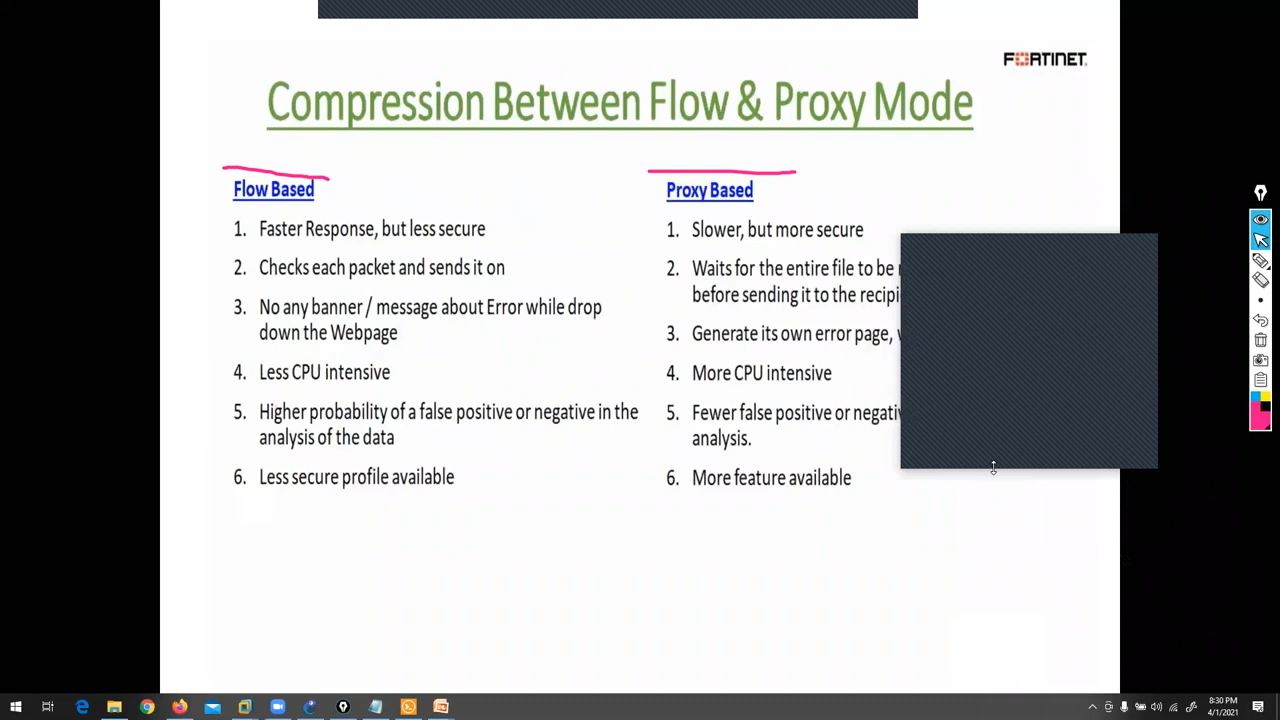 FORTINET
Compression Between Flow & Proxy Mode
Flow Based
1. Faster Response, but less secure
2. Checks each packet and sends it on
3. No any banner / message about Error while drop
down the Webpage
4. Less CPU intensive
5. Higher probability of a false positive or negative in the
analysis of the data
6. Less secure profile available
Proxy Based
1. Slower, but more secure
2. Waits for the entire file to be
before sending it to the
3. Generate its own error page,
4. More CPU intensive
5. Fewer false positive or
analysis.
6. More feature available
8:30 PM
4/1/2021